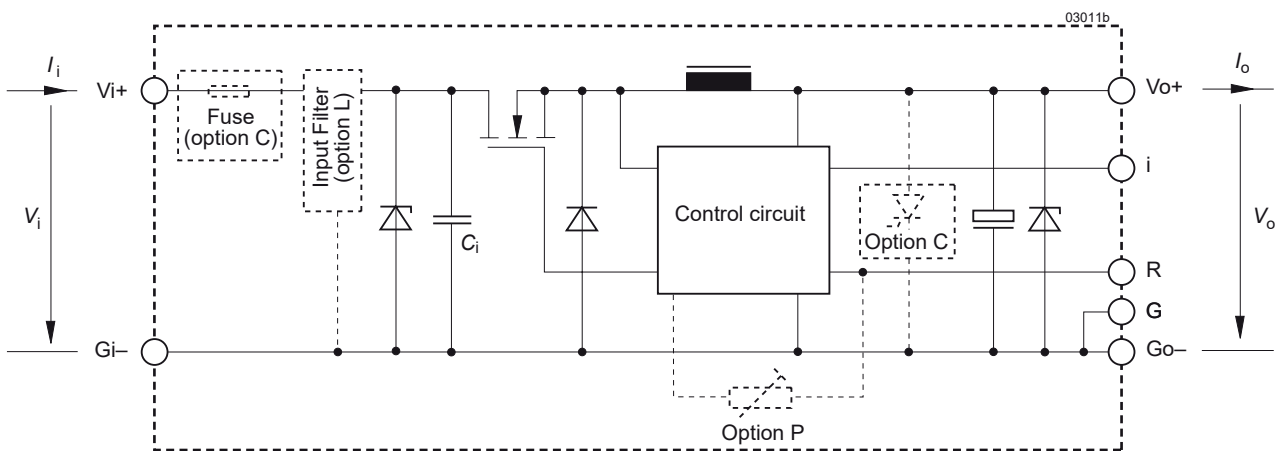 03011b
Ii
Vi+
Fuse
(option C)
Input Filter
(option L)
Vo+
Io
i
Control circuit
Vi
Ci
Option C
Vo
R
G
Gi–
Go–
Option P